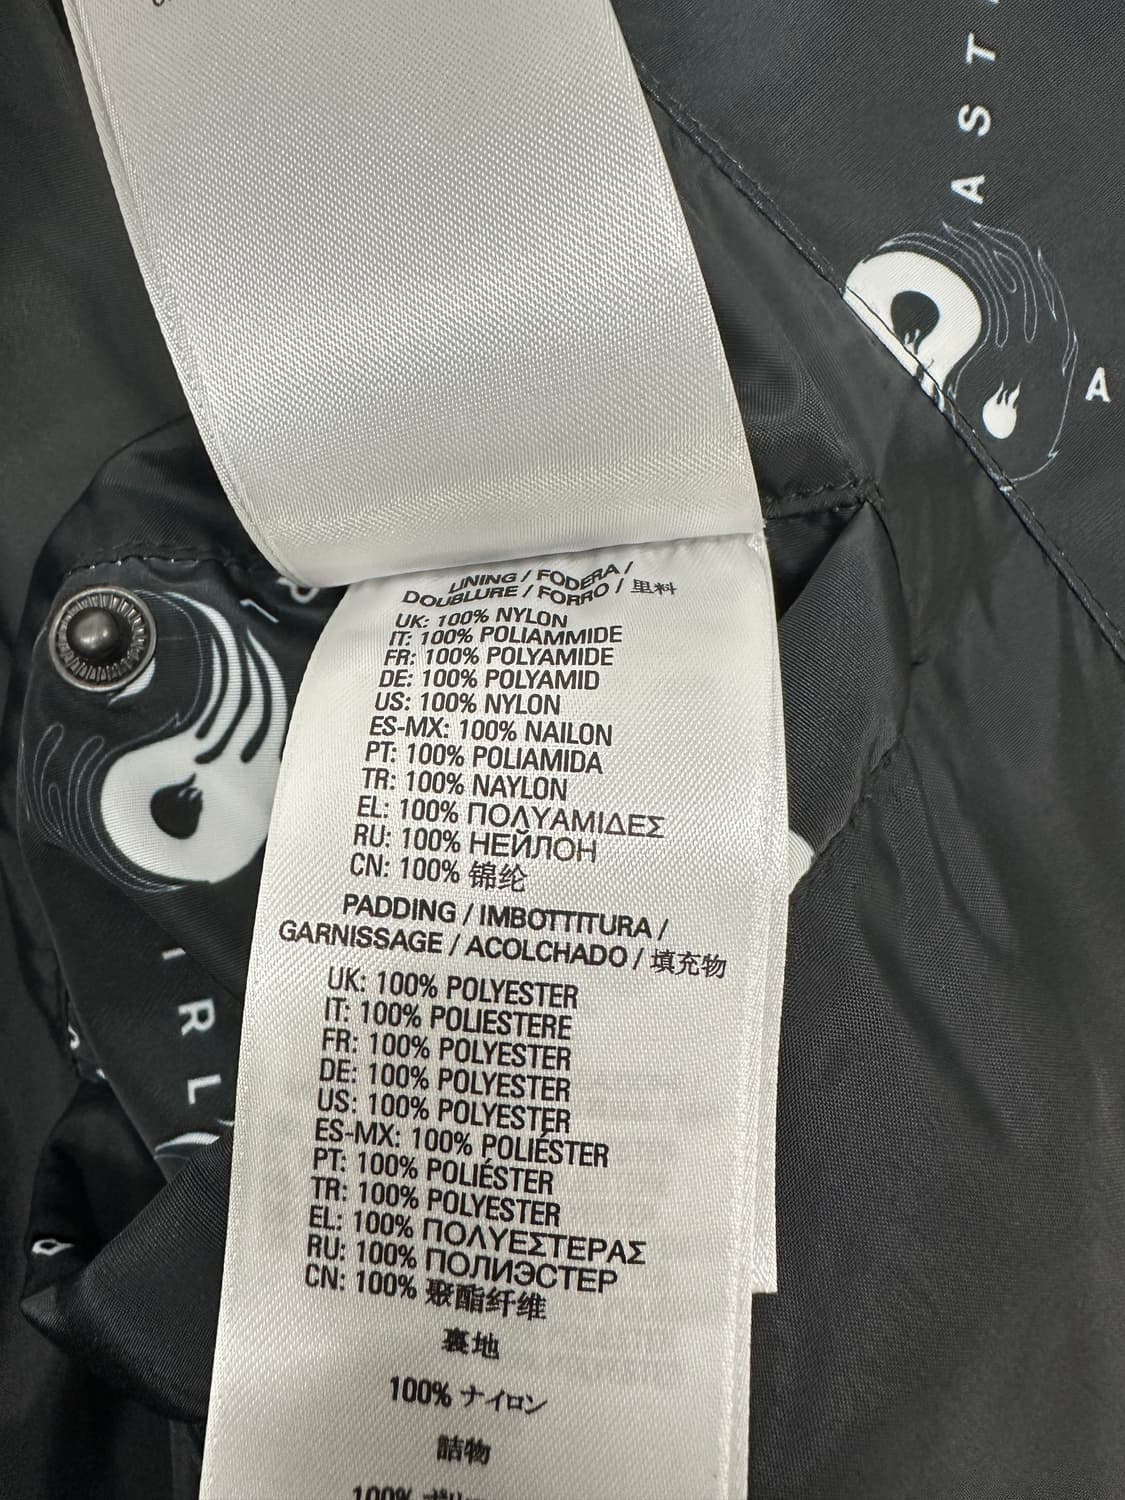 A S T
A
I R L
LINING / FODERA /
DOUBLURE / FORRO / 里料
UK: 100% NYLON
IT: 100% POLIAMMIDE
FR: 100% POLYAMIDE
DE: 100% POLYAMID
US: 100% NYLON
ES-MX: 100% NAILON
PT: 100% POLIAMIDA
TR: 100% NAYLON
EL: 100% ΠΟΛΥΑΜΙΔΕΣ
RU: 100% НЕЙЛОН
CN: 100% 锦纶
PADDING / IMBOTTITURA /
GARNISSAGE / ACOLCHADO / 填充物
UK: 100% POLYESTER
IT: 100% POLIESTERE
FR: 100% POLYESTER
DE: 100% POLYESTER
US: 100% POLYESTER
ES-MX: 100% POLIÉSTER
PT: 100% POLIÉSTER
TR: 100% POLYESTER
EL: 100% ΠΟΛΥΕΣΤΕΡΑΣ
RU: 100% ПОЛИЭСТЕР
CN: 100% 聚酯纤维
裏地
100% ナイロン
詰物
100%